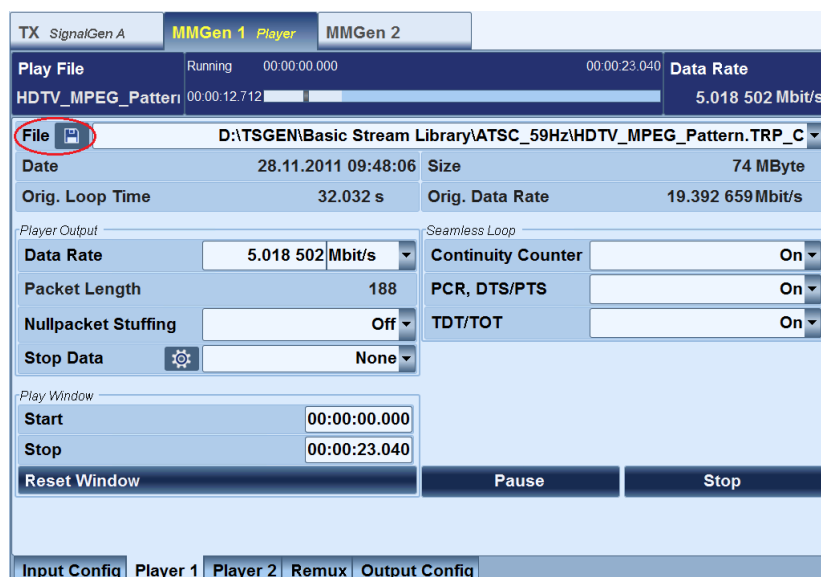 TX SignalGen A MMGen 1 Player MMGen 2
Play File Running 00:00:00.000 00:00:23.040 Data Rate
HDTV_MPEG_Pattern 00:00:12.712 5.018 502 Mbit/s
File D:\TSGEN\Basic Stream Library\ATSC_59Hz\HDTV_MPEG_Pattern.TRP_C
Date 28.11.2011 09:48:06 Size 74 MByte
Orig. Loop Time 32.032 s Orig. Data Rate 19.392 659 Mbit/s
Player Output Seamless Loop
Data Rate 5.018 502 Mbit/s Continuity Counter On
Packet Length 188 PCR, DTS/PTS On
Nullpacket Stuffing Off TDT/TOT On
Stop Data None
Play Window
Start 00:00:00.000
Stop 00:00:23.040
Reset Window Pause Stop
Input Config Player 1 Player 2 Remux Output Config